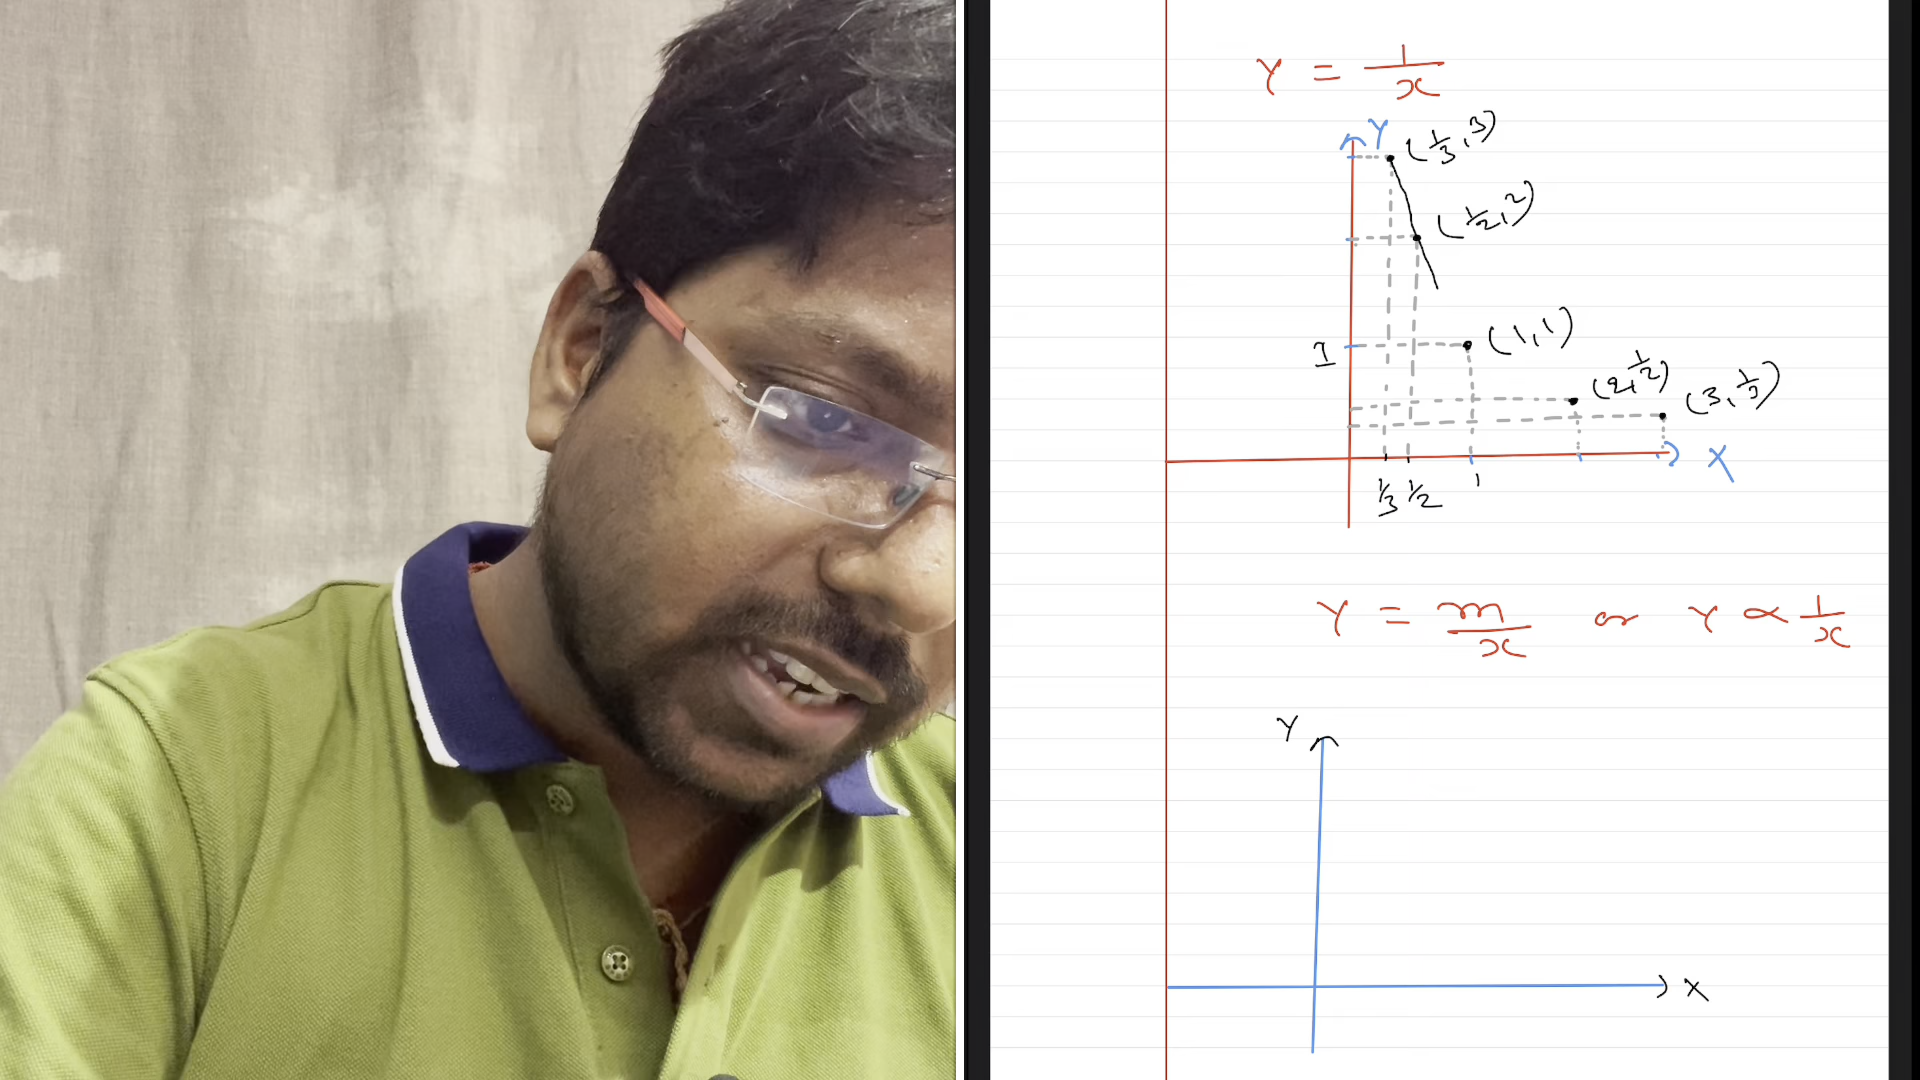 Y = 1/x
Y
(1/3, 3)
(1/2, 2)
1
(1, 1)
(2, 1/2)
(3, 1/3)
X
1/3 1/2 1
Y = m/x or Y ∝ 1/x
Y
X